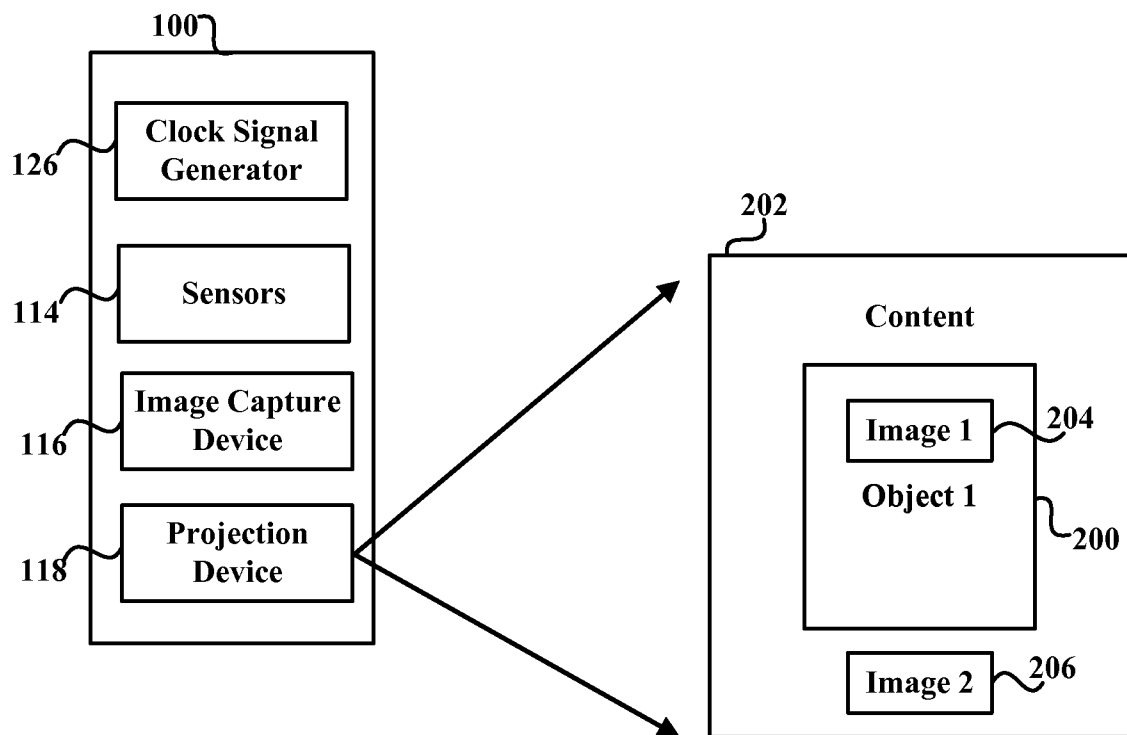 100
Clock Signal
Generator
126
Sensors
114
Image Capture
Device
116
Projection
Device
118
202
Content
Image 1
204
Object 1
200
Image 2
206